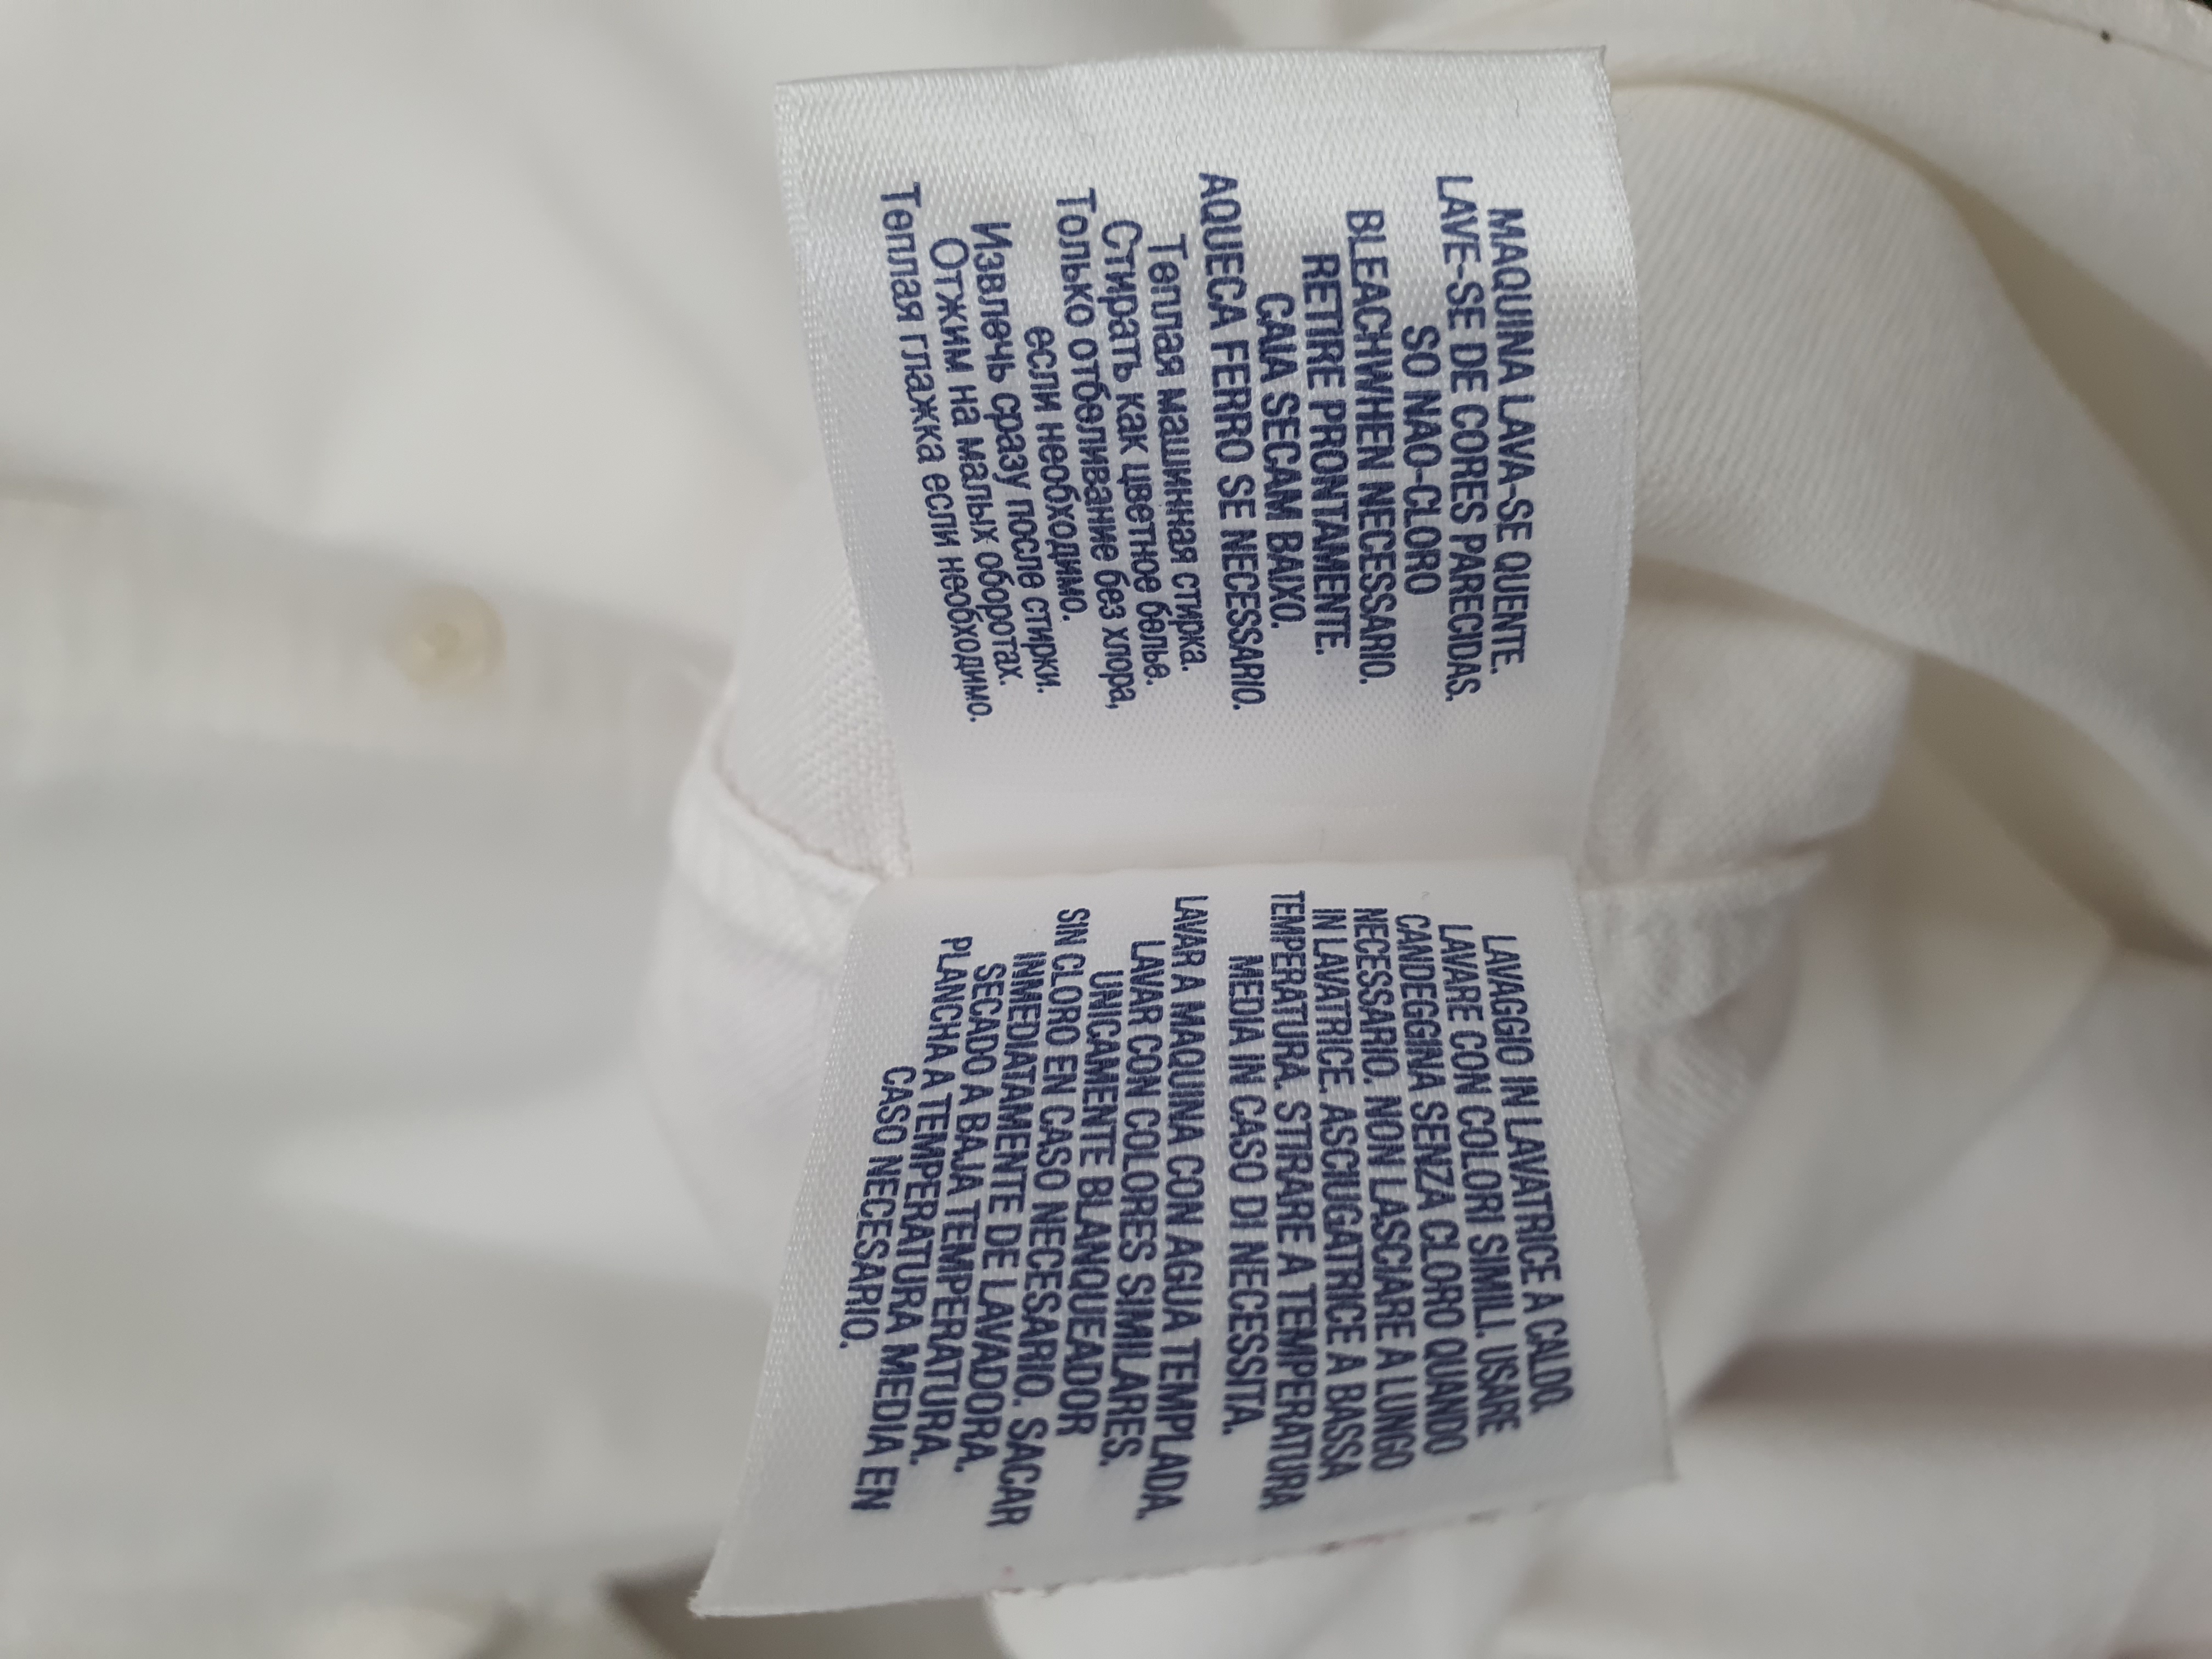 MAQUINA LAVA-SE QUENTE.
LAVE-SE DE CORES PARECIDAS.
SO NAO-CLORO
BLEACHWHEN NECESSARIO.
RETIRE PRONTAMENTE.
CAIA SECAM BAIXO.
AQUECA FERRO SE NECESSARIO.
Теплая машинная стирка.
Стирать как цветное белье.
Только отбеливание без хлора,
если необходимо.
Извлечь сразу после стирки.
Отжим на малых оборотах.
Теплая глажка если необходимо.
LAVAGGIO IN LAVATRICE A CALDO.
LAVARE CON COLORI SIMILI. USARE
CANDEGGINA SENZA CLORO QUANDO
NECESSARIO. NON LASCIARE A LUNGO
IN LAVATRICE. ASCIUGATRICE A BASSA
TEMPERATURA. STIRARE A TEMPERATURA
MEDIA IN CASO DI NECESSITA.
LAVAR A MAQUINA CON AGUA TEMPLADA.
LAVAR CON COLORES SIMILARES.
UNICAMENTE BLANQUEADOR
SIN CLORO EN CASO NECESARIO. SACAR
INMEDIATAMENTE DE LAVADORA.
SECADO A BAJA TEMPERATURA.
PLANCHA A TEMPERATURA MEDIA EN
CASO NECESARIO.